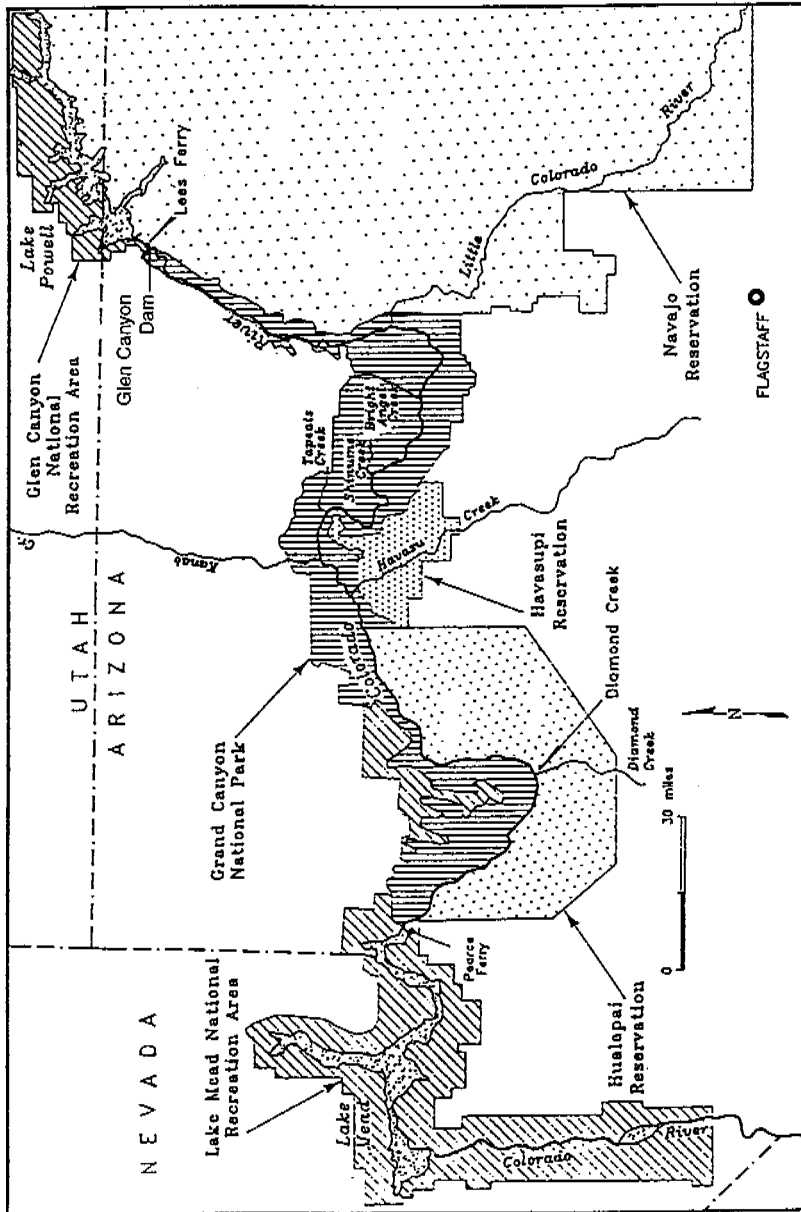 NEVADA
UTAH
ARIZONA
Lake Mead National
Recreation Area
Lake
Mead
Colorado
River
Pearce
Ferry
Hualapai
Reservation
0
30 miles
Grand Canyon
National Park
Colorado
Diamond Creek
Diamond
Creek
N
Kanab
Havasu
Creek
Havasupi
Reservation
Tapeats
Creek
Shinumo
Creek
Bright
Angel
Creek
River
Glen Canyon
National
Recreation Area
Lake
Powell
Glen Canyon
Dam
Lees Ferry
Little
Colorado
River
Navajo
Reservation
FLAGSTAFF